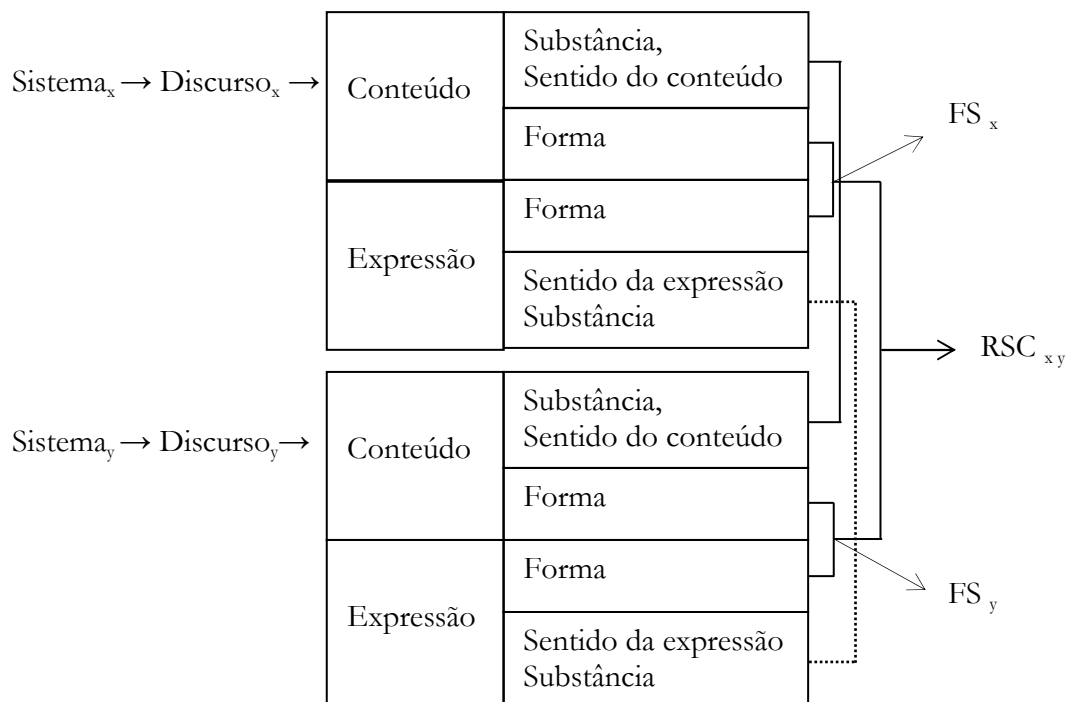 Sistemaₓ → Discursoₓ →
Conteúdo
Substância,
Sentido do conteúdo
Forma
Expressão
Forma
Sentido da expressão
Substância
FS ₓ
RSC ₓ ᵧ
Sistemaᵧ → Discursoᵧ →
Conteúdo
Substância,
Sentido do conteúdo
Forma
Expressão
Forma
Sentido da expressão
Substância
FS ᵧ